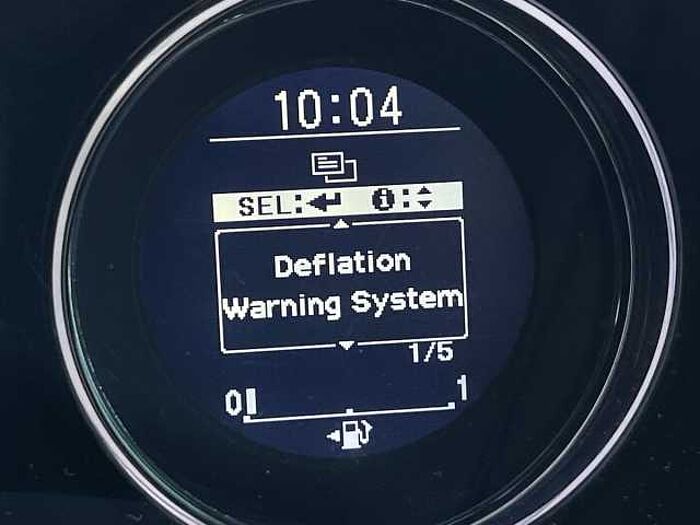 10:04
SEL: i:
Deflation
Warning System
1/5
0 1